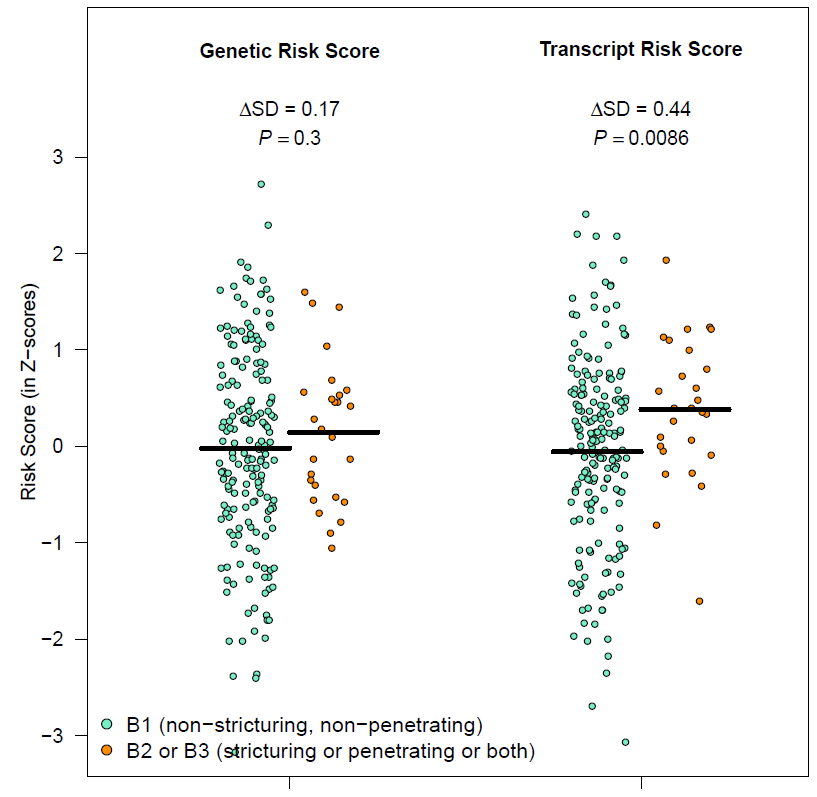 Genetic Risk Score
Transcript Risk Score
ΔSD = 0.17
P = 0.3
ΔSD = 0.44
P = 0.0086
Risk Score (in Z−scores)
3
2
1
0
−1
−2
−3
B1 (non−stricturing, non−penetrating)
B2 or B3 (stricturing or penetrating or both)